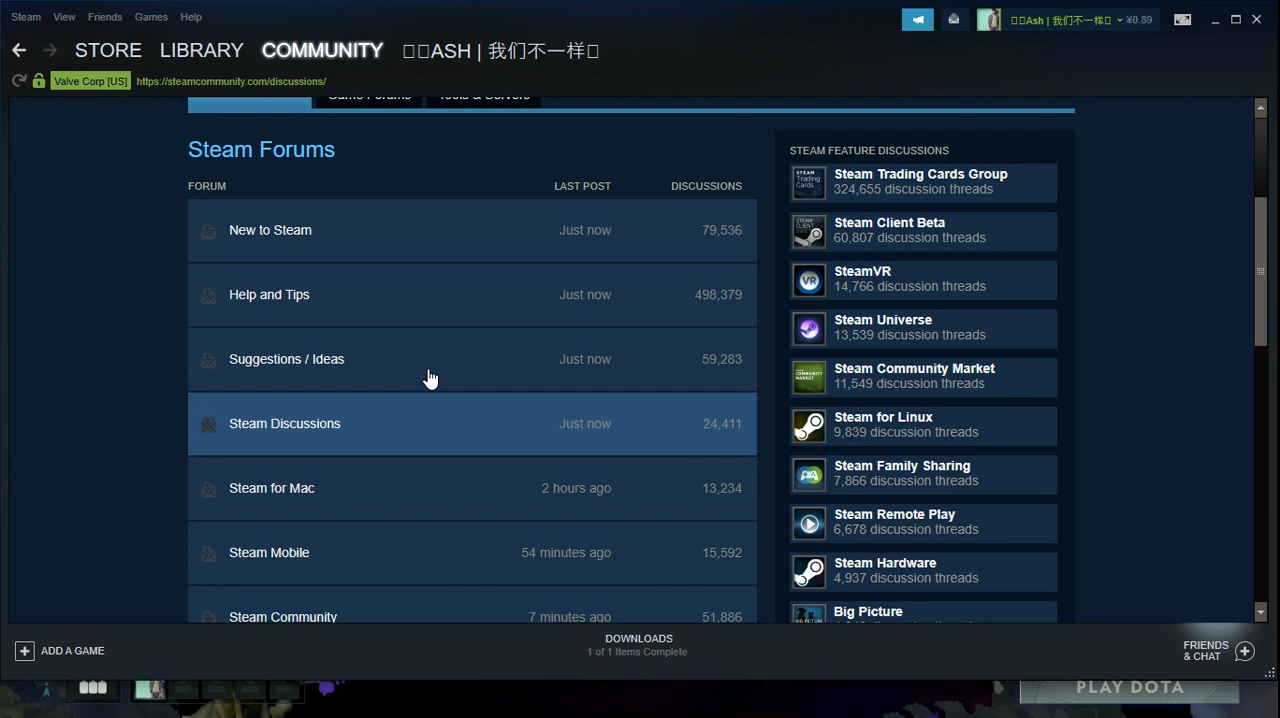 Steam View Friends Games Help
Ash | 我们不一样 ¥0.89
STORE LIBRARY COMMUNITY ASH | 我们不一样
Valve Corp [US] https://steamcommunity.com/discussions/
Game Forums Tools & Servers
Steam Forums
FORUM LAST POST DISCUSSIONS
New to Steam Just now 79,536
Help and Tips Just now 498,379
Suggestions / Ideas Just now 59,283
Steam Discussions Just now 24,411
Steam for Mac 2 hours ago 13,234
Steam Mobile 54 minutes ago 15,592
Steam Community 7 minutes ago 51,886
STEAM FEATURE DISCUSSIONS
Steam Trading Cards Group
324,655 discussion threads
Steam Client Beta
60,807 discussion threads
SteamVR
14,766 discussion threads
Steam Universe
13,539 discussion threads
Steam Community Market
11,549 discussion threads
Steam for Linux
9,839 discussion threads
Steam Family Sharing
7,866 discussion threads
Steam Remote Play
6,678 discussion threads
Steam Hardware
4,937 discussion threads
Big Picture
ADD A GAME
DOWNLOADS
1 of 1 Items Complete
FRIENDS
& CHAT
PLAY DOTA